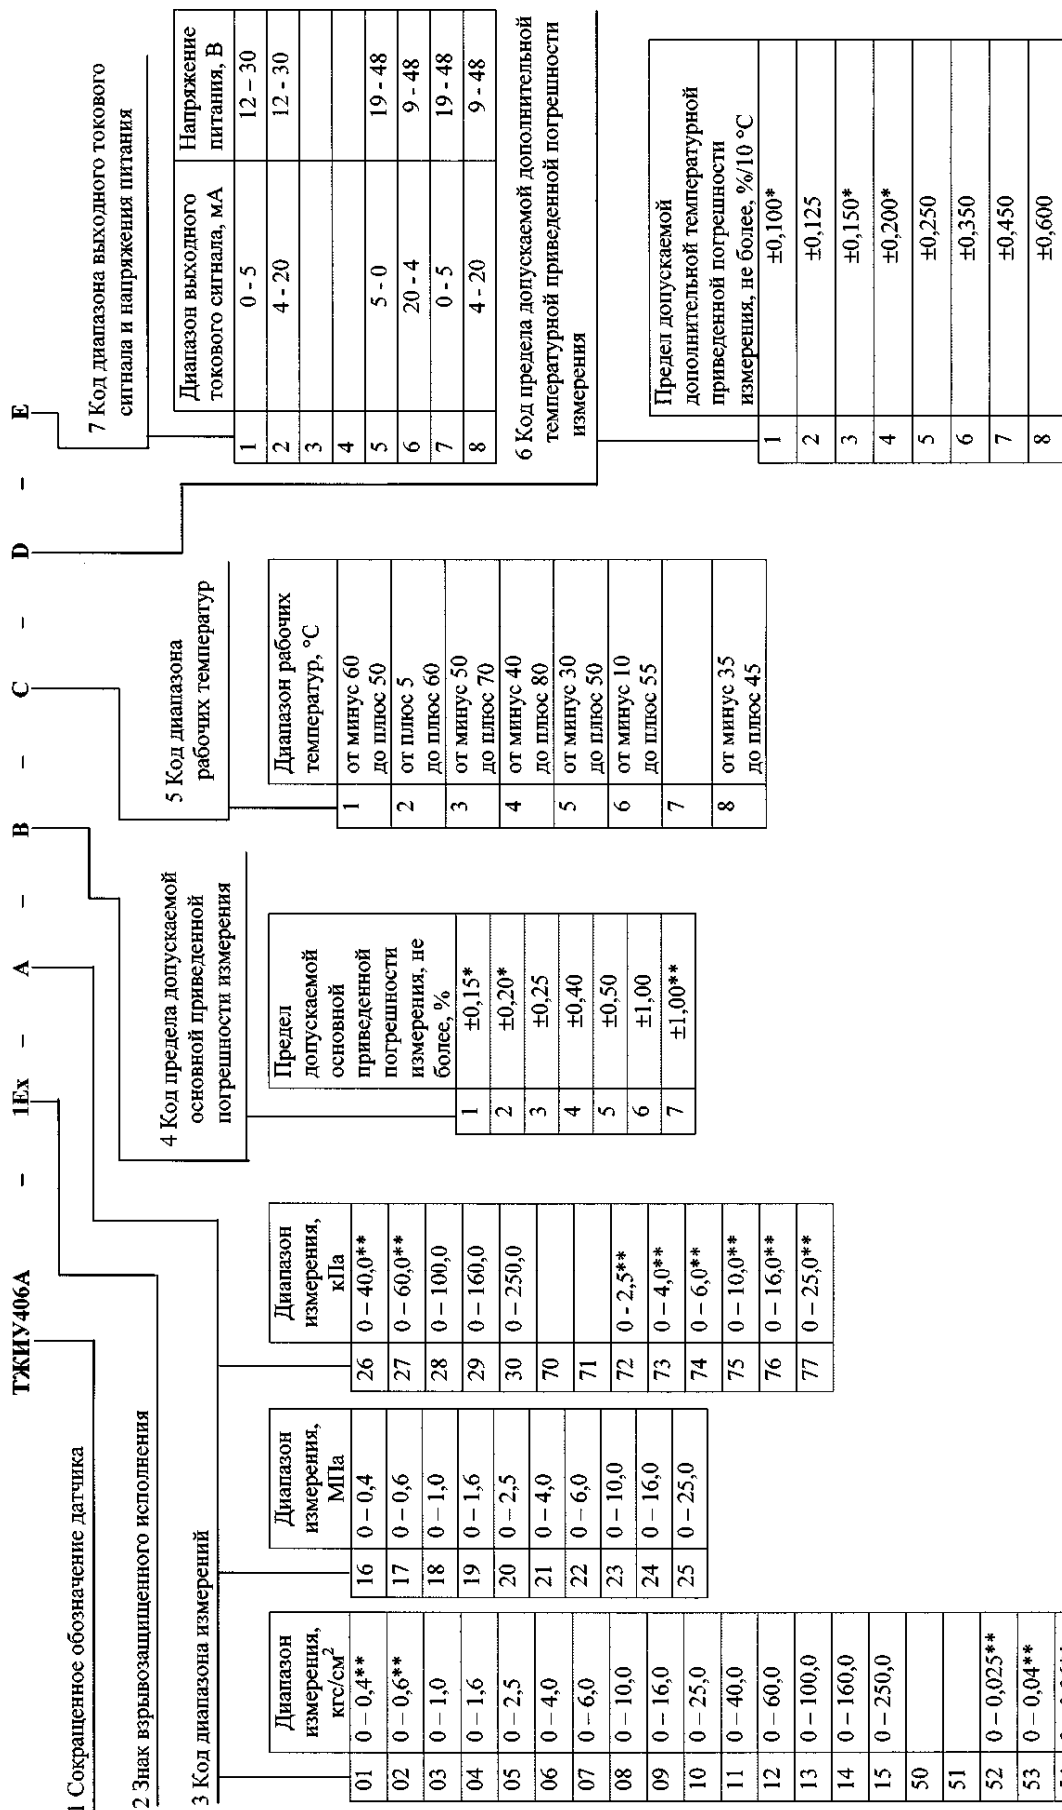 ТЖИУ406А – 1Ex – A – B – C – D – E
1 Сокращенное обозначение датчика
2 Знак взрывозащищенного исполнения
3 Код диапазона измерений
Диапазон
измерения,
кгс/см²
01 0 – 0,4**
02 0 – 0,6**
03 0 – 1,0
04 0 – 1,6
05 0 – 2,5
06 0 – 4,0
07 0 – 6,0
08 0 – 10,0
09 0 – 16,0
10 0 – 25,0
11 0 – 40,0
12 0 – 60,0
13 0 – 100,0
14 0 – 160,0
15 0 – 250,0
50
51
52 0 – 0,025**
53 0 – 0,04**
Диапазон
измерения,
МПа
16 0 – 0,4
17 0 – 0,6
18 0 – 1,0
19 0 – 1,6
20 0 – 2,5
21 0 – 4,0
22 0 – 6,0
23 0 – 10,0
24 0 – 16,0
25 0 – 25,0
Диапазон
измерения,
кПа
26 0 – 40,0**
27 0 – 60,0**
28 0 – 100,0
29 0 – 160,0
30 0 – 250,0
70
71
72 0 - 2,5**
73 0 – 4,0**
74 0 – 6,0**
75 0 – 10,0**
76 0 – 16,0**
77 0 – 25,0**
4 Код предела допускаемой
основной приведенной
погрешности измерения
Предел
допускаемой
основной
приведенной
погрешности
измерения, не
более, %
1 ±0,15*
2 ±0,20*
3 ±0,25
4 ±0,40
5 ±0,50
6 ±1,00
7 ±1,00**
5 Код диапазона
рабочих температур
Диапазон рабочих
температур, °С
1 от минус 60
до плюс 50
2 от плюс 5
до плюс 60
3 от минус 50
до плюс 70
4 от минус 40
до плюс 80
5 от минус 30
до плюс 50
6 от минус 10
до плюс 55
7
8 от минус 35
до плюс 45
7 Код диапазона выходного токового
сигнала и напряжения питания
Диапазон выходного
токового сигнала, мА
Напряжение
питания, В
1 0 - 5 12 – 30
2 4 - 20 12 - 30
3
4
5 5 - 0 19 - 48
6 20 - 4 9 - 48
7 0 - 5 19 - 48
8 4 - 20 9 - 48
6 Код предела допускаемой дополнительной
температурной приведенной погрешности
измерения
Предел допускаемой
дополнительной температурной
приведенной погрешности
измерения, не более, %/10 °С
1 ±0,100*
2 ±0,125
3 ±0,150*
4 ±0,200*
5 ±0,250
6 ±0,350
7 ±0,450
8 ±0,600